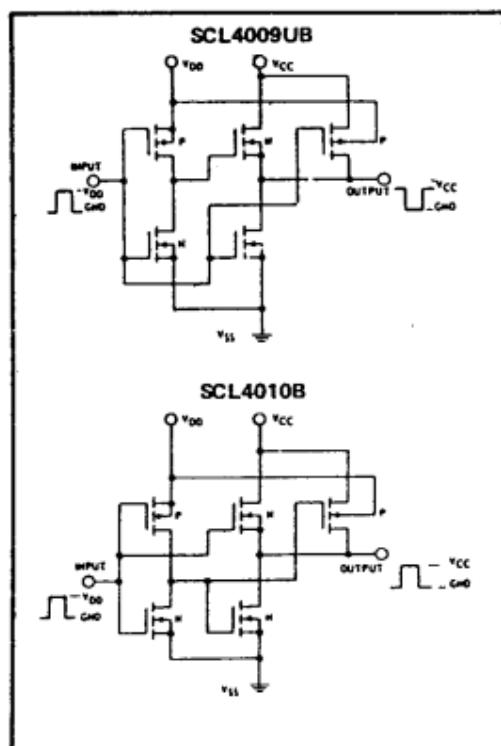 SCL4009UB
VDD VCC
P N P
INPUT
VDD
GND
OUTPUT
VCC
GND
N
VSS
SCL4010B
VDD VCC
P N P
INPUT
VDD
GND
OUTPUT
VCC
GND
N N
VSS